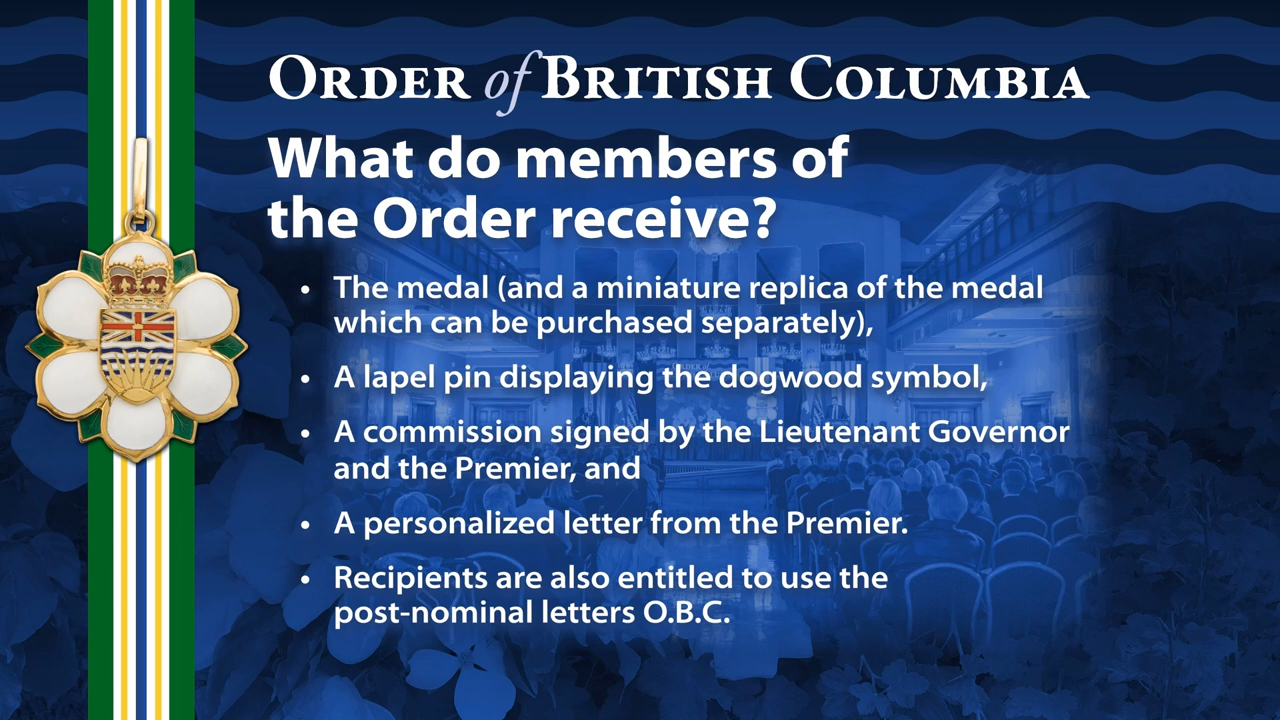 ORDER of BRITISH COLUMBIA
What do members of
the Order receive?
• The medal (and a miniature replica of the medal
which can be purchased separately),
• A lapel pin displaying the dogwood symbol,
• A commission signed by the Lieutenant Governor
and the Premier, and
• A personalized letter from the Premier.
• Recipients are also entitled to use the
post-nominal letters O.B.C.